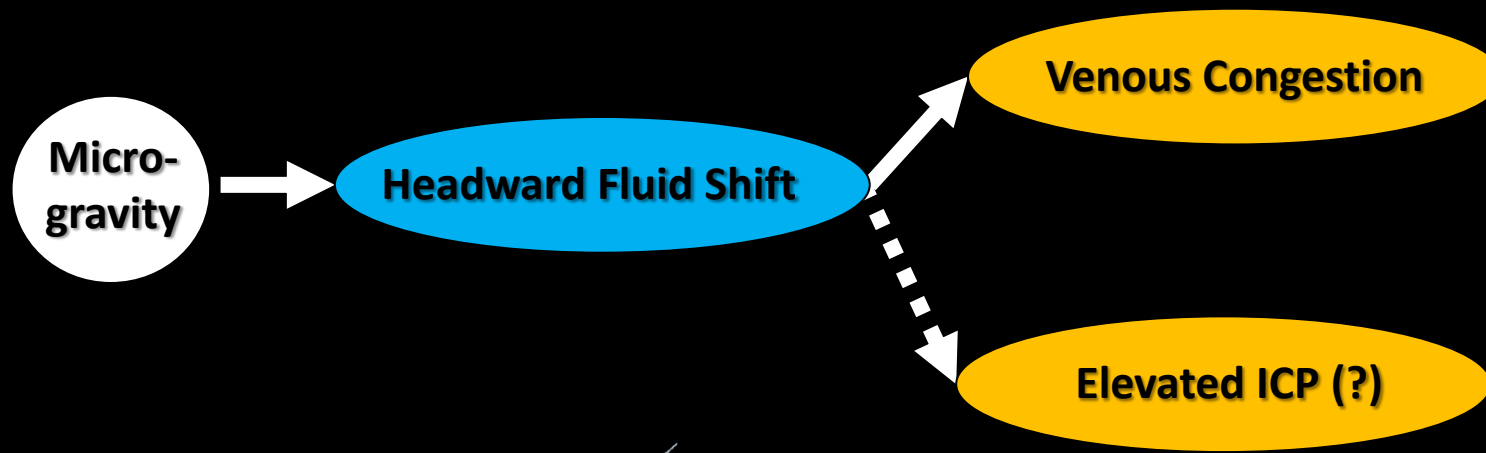 Micro-
gravity
Headward Fluid Shift
Venous Congestion
Elevated ICP (?)